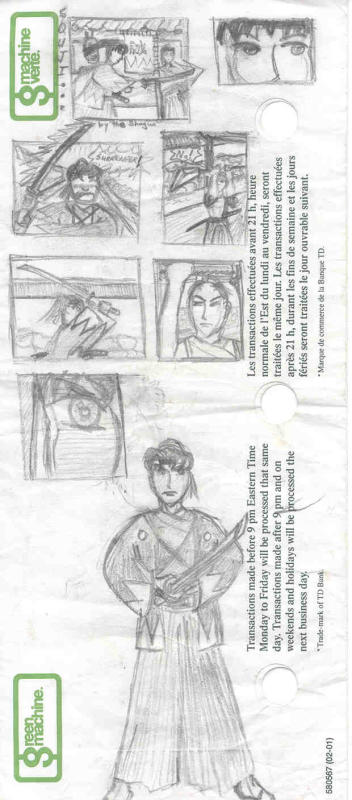 machine
verte.
by the Shogun
SURRENDER!
Les transactions effectuées avant 21 h, heure
normale de l'Est du lundi au vendredi, seront
traitées le même jour. Les transactions effectuées
après 21 h, durant les fins de semaine et les jours
fériés seront traitées le jour ouvrable suivant.
*Marque de commerce de la Banque TD.
Transactions made before 9 pm Eastern Time
Monday to Friday will be processed that same
day. Transactions made after 9 pm and on
weekends and holidays will be processed the
next business day.
*Trade-mark of TD Bank.
green
machine.
580567 (02-01)